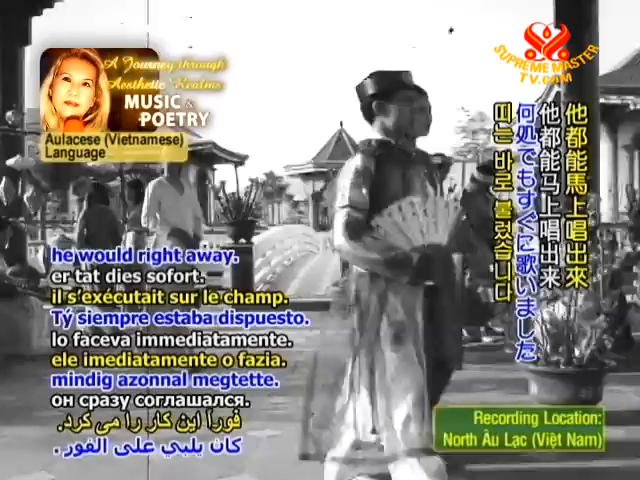 A Journey through
Aesthetic Realms
MUSIC &
POETRY
Aulacese (Vietnamese)
Language
SUPREME MASTER
TV.COM
他都能馬上唱出來
他都能马上唱出来
何処でもすぐに歌いました
띠는 바로 불렀습니다
he would right away.
er tat dies sofort.
il s'exécutait sur le champ.
Tý siempre estaba dispuesto.
lo faceva immediatamente.
ele imediatamente o fazia.
mindig azonnal megtette.
он сразу соглашался.
فوراً این کار را می کرد.
كان يلبي على الفور .
Recording Location:
North Âu Lạc (Việt Nam)